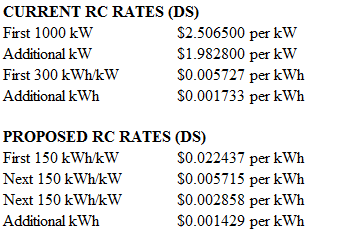 CURRENT RC RATES (DS)
First 1000 kW $2.506500 per kW
Additional kW $1.982800 per kW
First 300 kWh/kW $0.005727 per kWh
Additional kWh $0.001733 per kWh
PROPOSED RC RATES (DS)
First 150 kWh/kW $0.022437 per kWh
Next 150 kWh/kW $0.005715 per kWh
Next 150 kWh/kW $0.002858 per kWh
Additional kWh $0.001429 per kWh